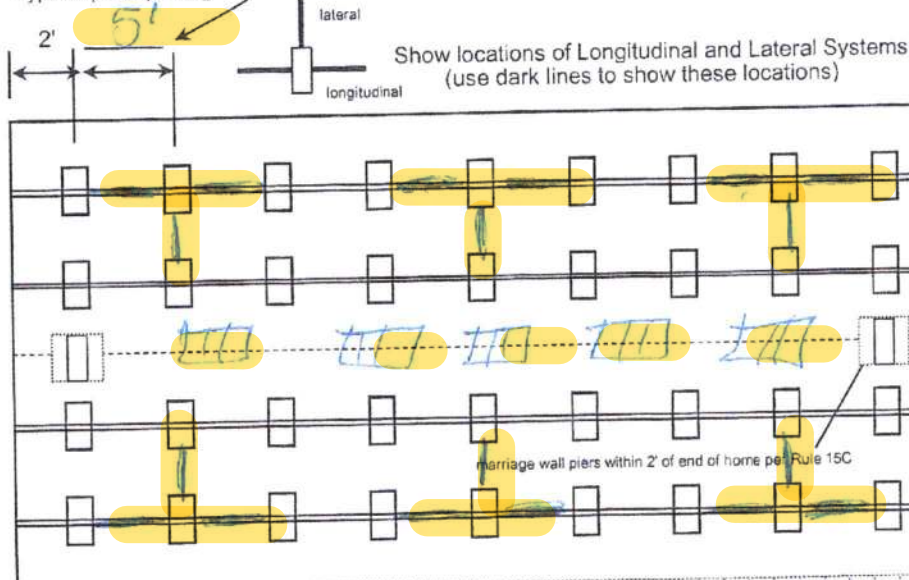 lateral
2'
5'
Show locations of Longitudinal and Lateral Systems
(use dark lines to show these locations)
longitudinal
marriage wall piers within 2' of end of home per Rule 15C